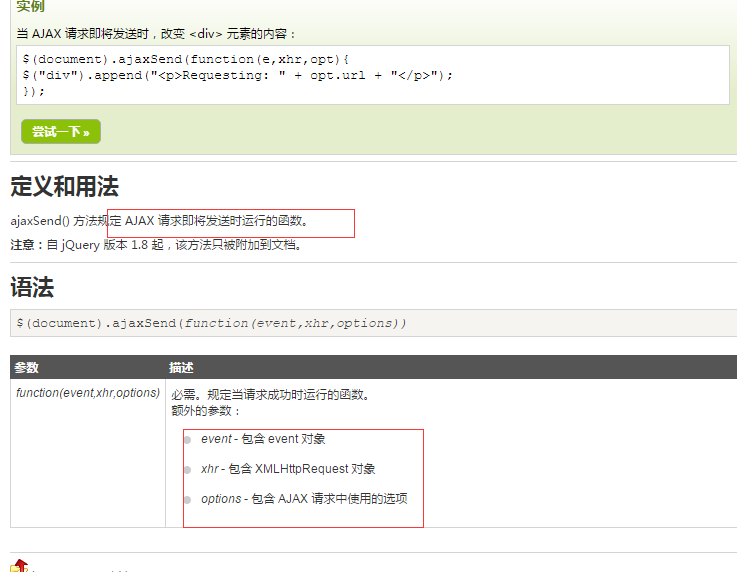 实例
当 AJAX 请求即将发送时，改变 <div> 元素的内容：
$(document).ajaxSend(function(e,xhr,opt){
$("div").append("<p>Requesting: " + opt.url + "</p>");
});
尝试一下 »
定义和用法
ajaxSend() 方法规定 AJAX 请求即将发送时运行的函数。
注意：自 jQuery 版本 1.8 起，该方法只被附加到文档。
语法
$(document).ajaxSend(function(event,xhr,options))
参数 描述
function(event,xhr,options) 必需。规定当请求成功时运行的函数。
额外的参数：
event - 包含 event 对象
xhr - 包含 XMLHttpRequest 对象
options - 包含 AJAX 请求中使用的选项